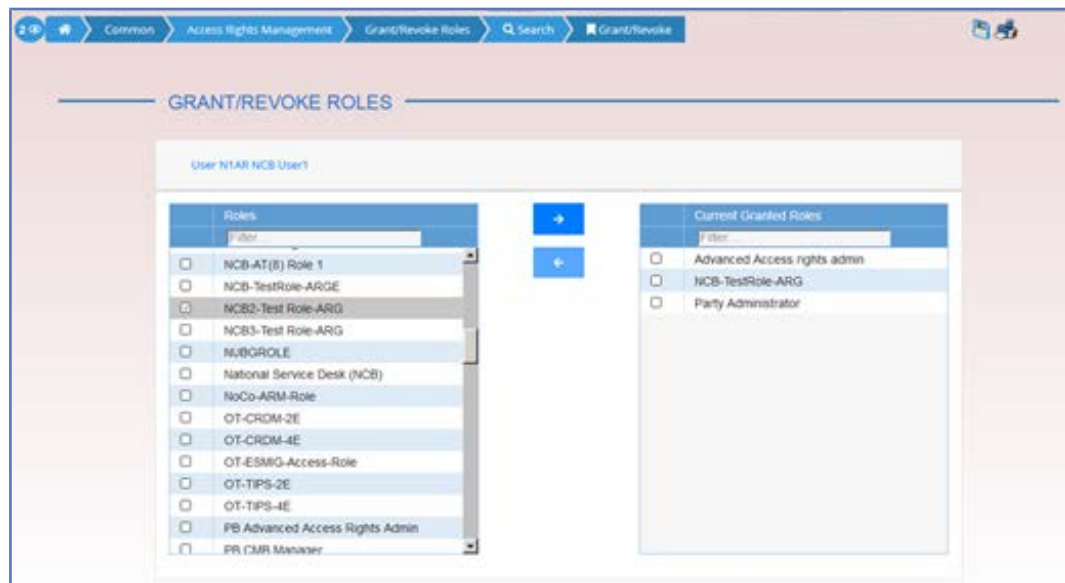 2
Common
Access Rights Management
Grant/Revoke Roles
Search
Grant/Revoke
GRANT/REVOKE ROLES
User N1AR NCB User1
Roles
Filter...
NCB-AT(8) Role 1
NCB-TestRole-ARGE
NCB2-Test Role-ARG
NCB3-Test Role-ARG
NUBGROLE
National Service Desk (NCB)
NoCo-ARM-Role
OT-CRDM-2E
OT-CRDM-4E
OT-ESMIG-Access-Role
OT-TIPS-2E
OT-TIPS-4E
PB Advanced Access Rights Admin
PB CMB Manager
Current Granted Roles
Filter...
Advanced Access rights admin
NCB-TestRole-ARG
Party Administrator